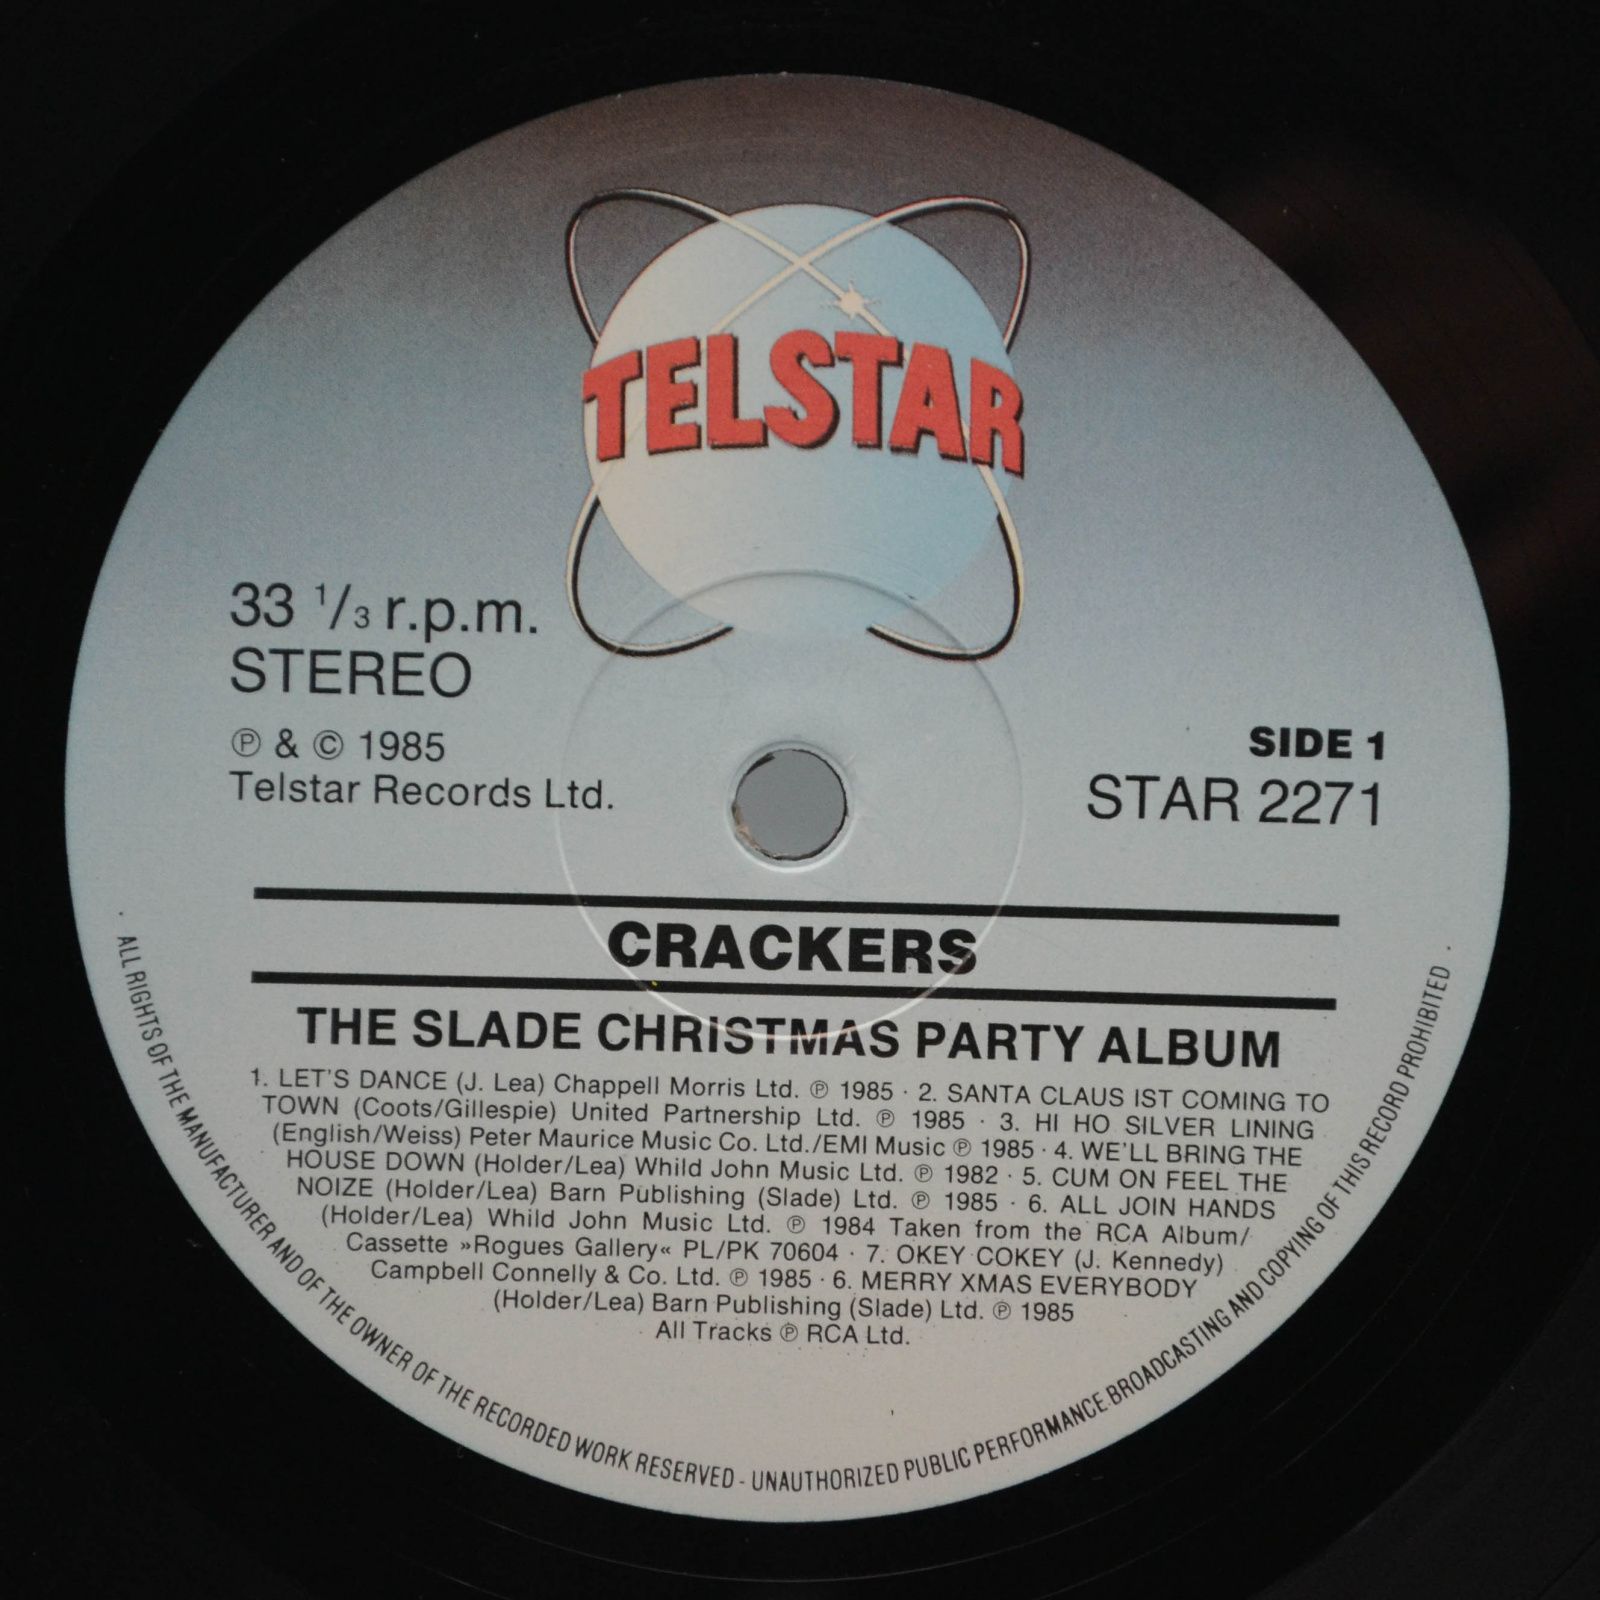 TELSTAR
33 1/3 r.p.m.
STEREO
℗ & © 1985
Telstar Records Ltd.
SIDE 1
STAR 2271
CRACKERS
THE SLADE CHRISTMAS PARTY ALBUM
1. LET'S DANCE (J. Lea) Chappell Morris Ltd. ℗ 1985 · 2. SANTA CLAUS IST COMING TO
TOWN (Coots/Gillespie) United Partnership Ltd. ℗ 1985 · 3. HI HO SILVER LINING
(English/Weiss) Peter Maurice Music Co. Ltd./EMI Music ℗ 1985 · 4. WE'LL BRING THE
HOUSE DOWN (Holder/Lea) Whild John Music Ltd. ℗ 1982 · 5. CUM ON FEEL THE
NOIZE (Holder/Lea) Barn Publishing (Slade) Ltd. ℗ 1985 · 6. ALL JOIN HANDS
(Holder/Lea) Whild John Music Ltd. ℗ 1984 Taken from the RCA Album/
Cassette »Rogues Gallery« PL/PK 70604 · 7. OKEY COKEY (J. Kennedy)
Campbell Connelly & Co. Ltd. ℗ 1985 · 6. MERRY XMAS EVERYBODY
(Holder/Lea) Barn Publishing (Slade) Ltd. ℗ 1985
All Tracks ℗ RCA Ltd.
· ALL RIGHTS OF THE MANUFACTURER AND OF THE OWNER OF THE RECORDED WORK RESERVED - UNAUTHORIZED PUBLIC PERFORMANCE BROADCASTING AND COPYING OF THIS RECORD PROHIBITED ·